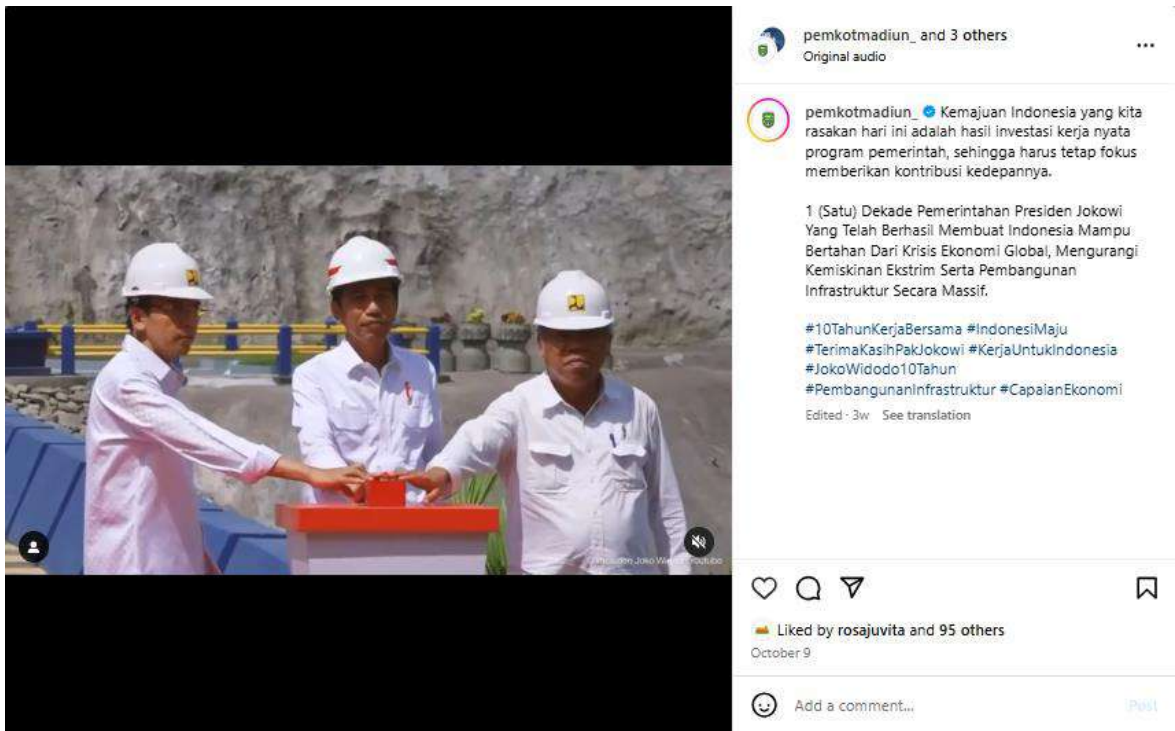 pemkotmadiun_ and 3 others
Original audio
pemkotmadiun_ Kemajuan Indonesia yang kita
rasakan hari ini adalah hasil investasi kerja nyata
program pemerintah, sehingga harus tetap fokus
memberikan kontribusi kedepannya.
1 (Satu) Dekade Pemerintahan Presiden Jokowi
Yang Telah Berhasil Membuat Indonesia Mampu
Bertahan Dari Krisis Ekonomi Global, Mengurangi
Kemiskinan Ekstrim Serta Pembangunan
Infrastruktur Secara Massif.
#10TahunKerjaBersama #IndonesiMaju
#TerimaKasihPakJokowi #KerjaUntukIndonesia
#JokoWidodo10Tahun
#PembangunanInfrastruktur #CapaianEkonomi
Edited · 3w See translation
Liked by rosajuvita and 95 others
October 9
Add a comment...
Post